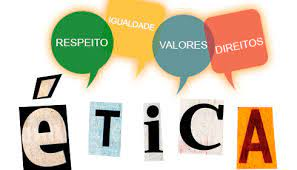 RESPEITO
IGUALDADE
VALORES
DIREITOS
éTiCA